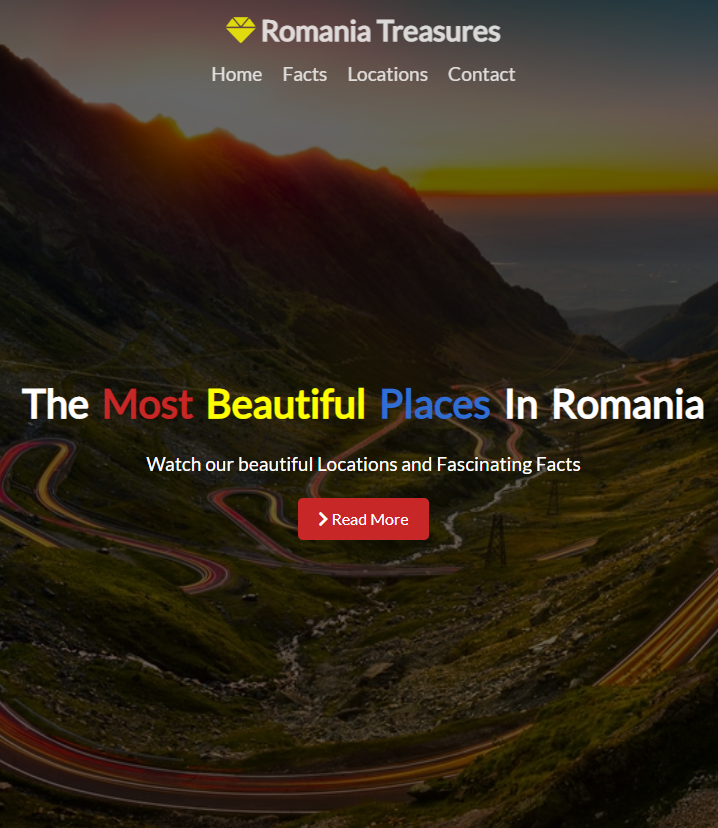 Romania Treasures
Home Facts Locations Contact
The Most Beautiful Places In Romania
Watch our beautiful Locations and Fascinating Facts
Read More